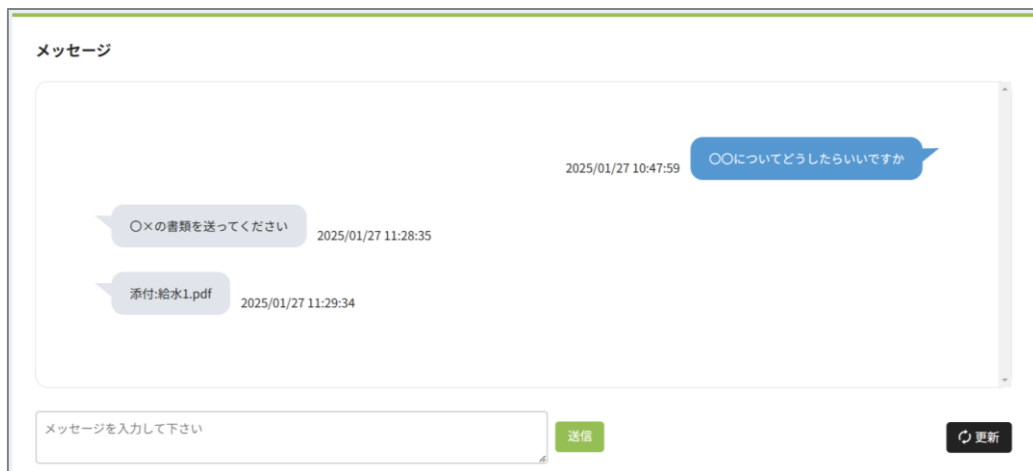 メッセージ
〇〇についてどうしたらいいですか
2025/01/27 10:47:59
〇×の書類を送ってください
2025/01/27 11:28:35
添付:給水1.pdf
2025/01/27 11:29:34
メッセージを入力して下さい
送信
更新